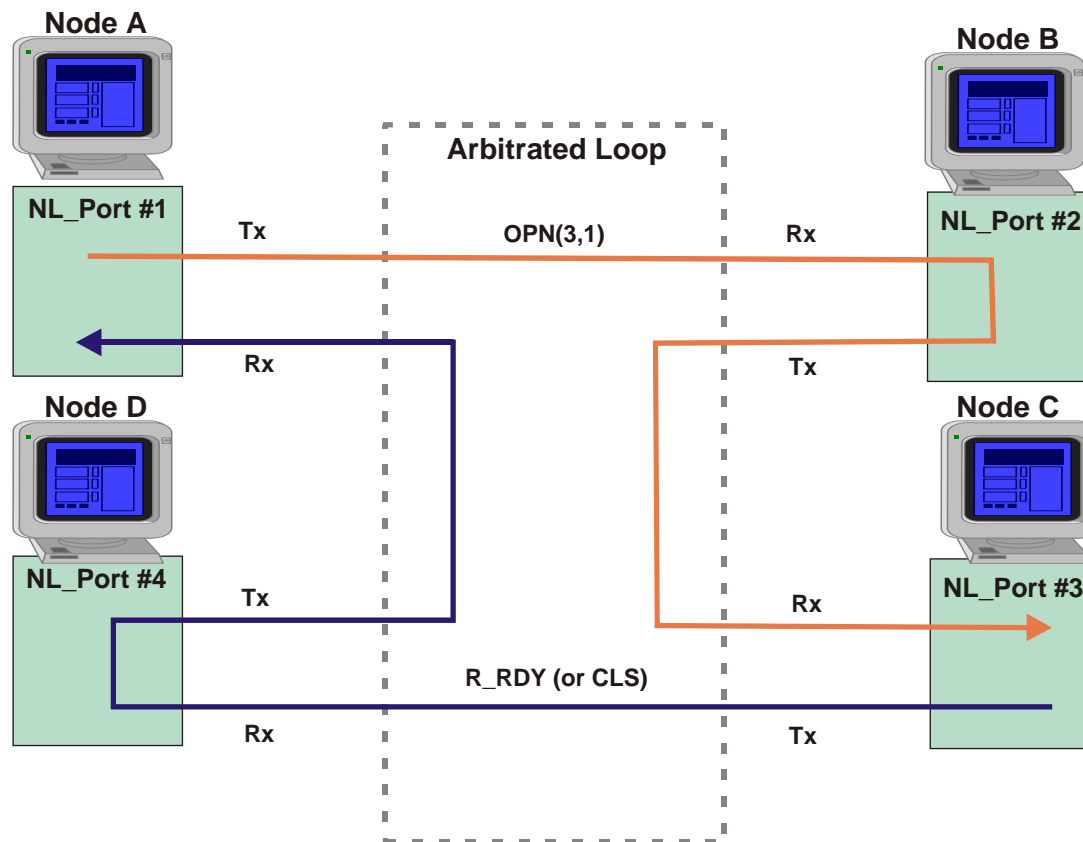 Node A
Node B
Arbitrated Loop
NL_Port #1
NL_Port #2
Tx
OPN(3,1)
Rx
Rx
Tx
Node D
Node C
NL_Port #4
NL_Port #3
Tx
Rx
R_RDY (or CLS)
Rx
Tx